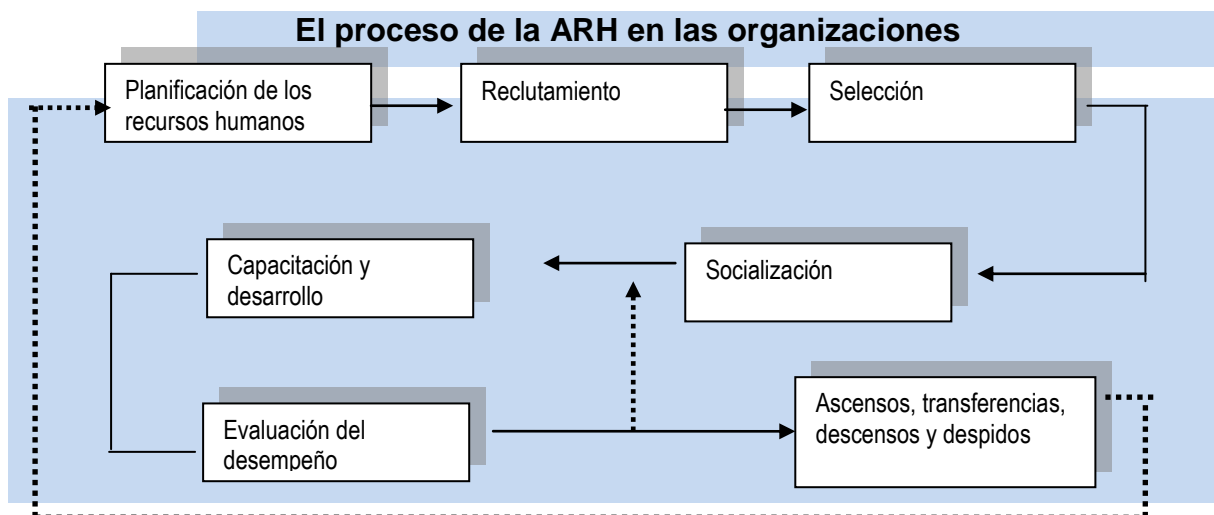 El proceso de la ARH en las organizaciones
Planificación de los
recursos humanos
Reclutamiento
Selección
Socialización
Capacitación y
desarrollo
Evaluación del
desempeño
Ascensos, transferencias,
descensos y despidos